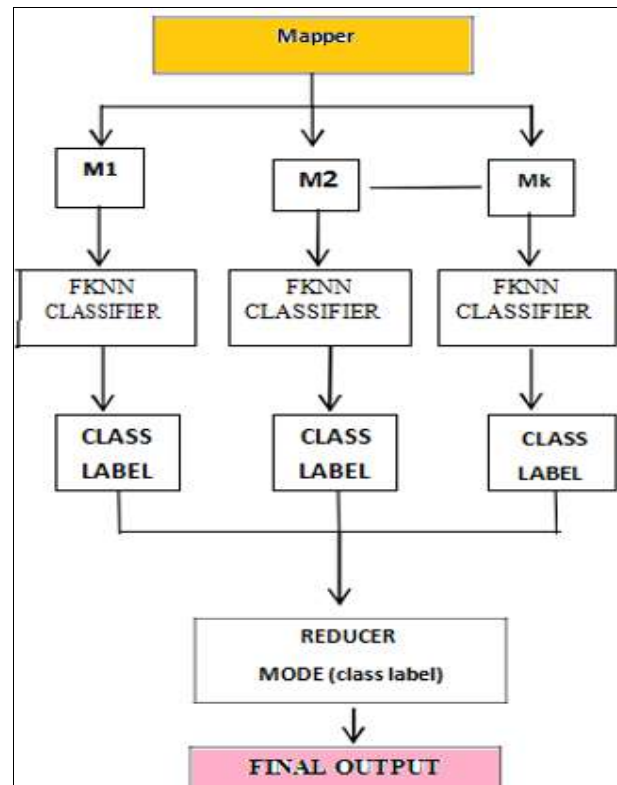 Mapper
M1
M2
Mk
FKNN
CLASSIFIER
FKNN
CLASSIFIER
FKNN
CLASSIFIER
CLASS
LABEL
CLASS
LABEL
CLASS
LABEL
REDUCER
MODE (class label)
FINAL OUTPUT